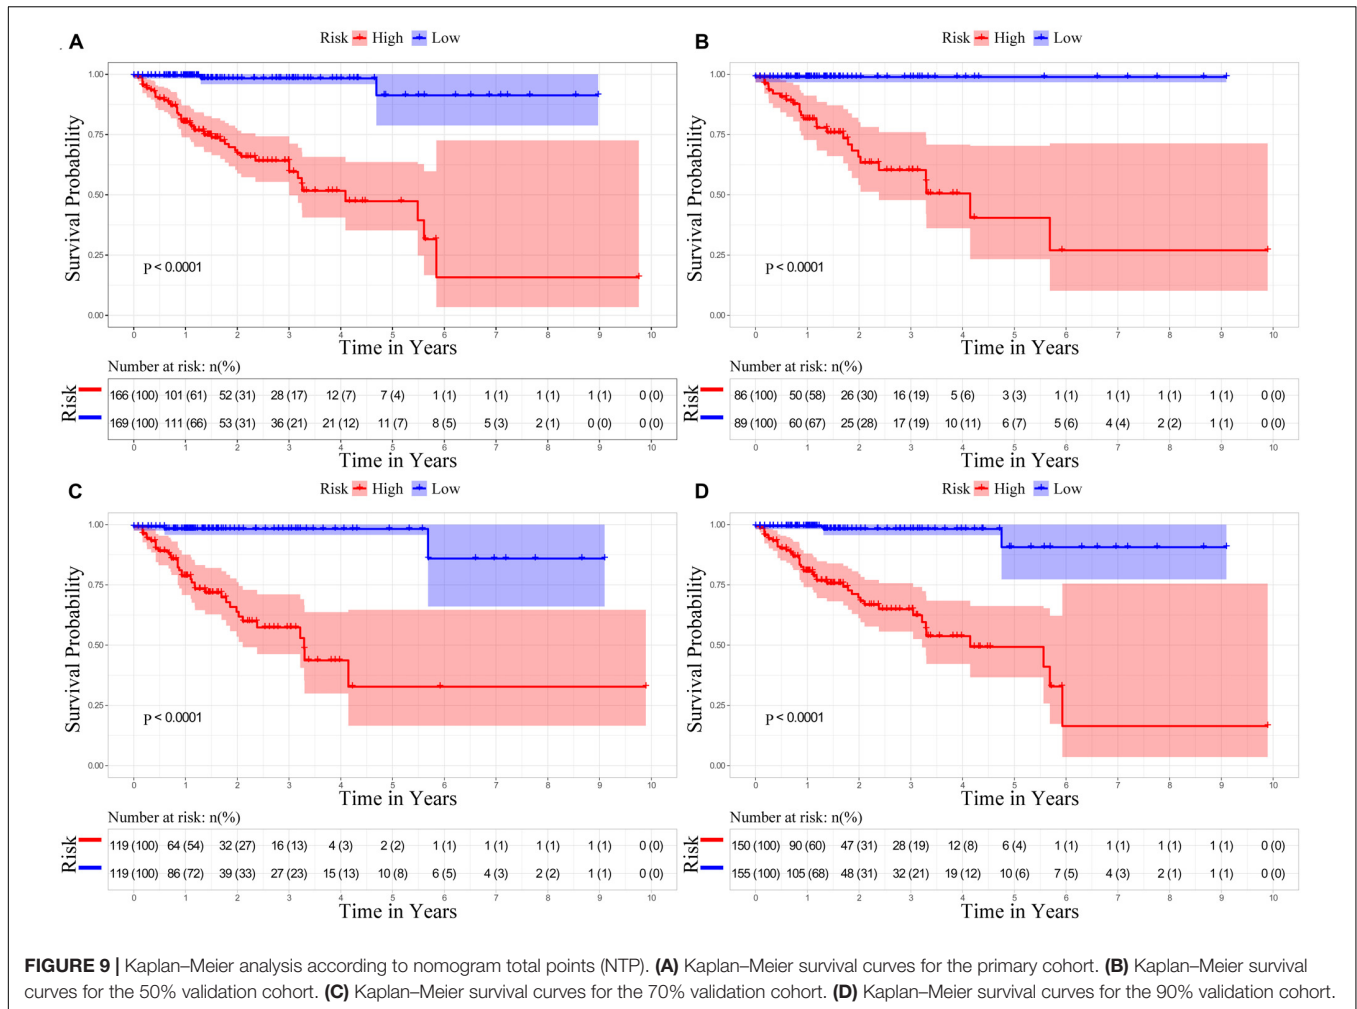 A
Risk High Low
Survival Probability
1.00
0.75
0.50
0.25
0.00
P < 0.0001
0 1 2 3 4 5 6 7 8 9 10
Time in Years
Number at risk: n(%)
Risk
166 (100) 101 (61) 52 (31) 28 (17) 12 (7) 7 (4) 1 (1) 1 (1) 1 (1) 1 (1) 0 (0)
169 (100) 111 (66) 53 (31) 36 (21) 21 (12) 11 (7) 8 (5) 5 (3) 2 (1) 0 (0) 0 (0)
0 1 2 3 4 5 6 7 8 9 10
Time in Years
B
Risk High Low
Survival Probability
1.00
0.75
0.50
0.25
0.00
P < 0.0001
0 1 2 3 4 5 6 7 8 9 10
Time in Years
Number at risk: n(%)
Risk
86 (100) 50 (58) 26 (30) 16 (19) 5 (6) 3 (3) 1 (1) 1 (1) 1 (1) 1 (1) 0 (0)
89 (100) 60 (67) 25 (28) 17 (19) 10 (11) 6 (7) 5 (6) 4 (4) 2 (2) 1 (1) 0 (0)
0 1 2 3 4 5 6 7 8 9 10
Time in Years
C
Risk High Low
Survival Probability
1.00
0.75
0.50
0.25
0.00
P < 0.0001
0 1 2 3 4 5 6 7 8 9 10
Time in Years
Number at risk: n(%)
Risk
119 (100) 64 (54) 32 (27) 16 (13) 4 (3) 2 (2) 1 (1) 1 (1) 1 (1) 1 (1) 0 (0)
119 (100) 86 (72) 39 (33) 27 (23) 15 (13) 10 (8) 6 (5) 4 (3) 2 (2) 1 (1) 0 (0)
0 1 2 3 4 5 6 7 8 9 10
Time in Years
D
Risk High Low
Survival Probability
1.00
0.75
0.50
0.25
0.00
P < 0.0001
0 1 2 3 4 5 6 7 8 9 10
Time in Years
Number at risk: n(%)
Risk
150 (100) 90 (60) 47 (31) 28 (19) 12 (8) 6 (4) 1 (1) 1 (1) 1 (1) 1 (1) 0 (0)
155 (100) 105 (68) 48 (31) 32 (21) 19 (12) 10 (6) 7 (5) 4 (3) 2 (1) 1 (1) 0 (0)
0 1 2 3 4 5 6 7 8 9 10
Time in Years
FIGURE 9 | Kaplan–Meier analysis according to nomogram total points (NTP). (A) Kaplan–Meier survival curves for the primary cohort. (B) Kaplan–Meier survival
curves for the 50% validation cohort. (C) Kaplan–Meier survival curves for the 70% validation cohort. (D) Kaplan–Meier survival curves for the 90% validation cohort.